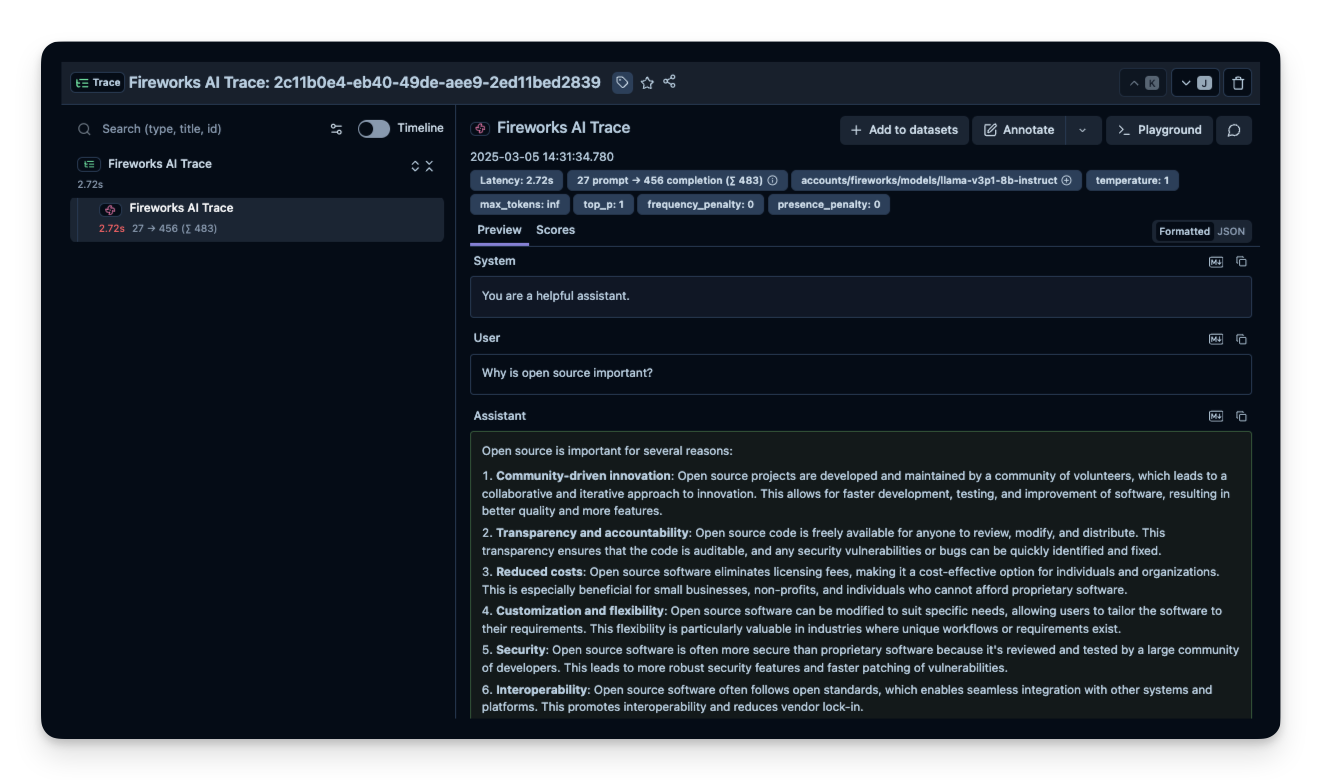 Trace Fireworks AI Trace: 2c11b0e4-eb40-49de-aee9-2ed11bed2839 K J
Search (type, title, id) Timeline
Fireworks AI Trace
2.72s
Fireworks AI Trace
2.72s 27 → 456 (∑ 483)
Fireworks AI Trace + Add to datasets Annotate Playground
2025-03-05 14:31:34.780
Latency: 2.72s 27 prompt → 456 completion (∑ 483) accounts/fireworks/models/llama-v3p1-8b-instruct temperature: 1
max_tokens: inf top_p: 1 frequency_penalty: 0 presence_penalty: 0
Preview Scores Formatted JSON
System
You are a helpful assistant.
User
Why is open source important?
Assistant
Open source is important for several reasons:
1. Community-driven innovation: Open source projects are developed and maintained by a community of volunteers, which leads to a
collaborative and iterative approach to innovation. This allows for faster development, testing, and improvement of software, resulting in
better quality and more features.
2. Transparency and accountability: Open source code is freely available for anyone to review, modify, and distribute. This
transparency ensures that the code is auditable, and any security vulnerabilities or bugs can be quickly identified and fixed.
3. Reduced costs: Open source software eliminates licensing fees, making it a cost-effective option for individuals and organizations.
This is especially beneficial for small businesses, non-profits, and individuals who cannot afford proprietary software.
4. Customization and flexibility: Open source software can be modified to suit specific needs, allowing users to tailor the software to
their requirements. This flexibility is particularly valuable in industries where unique workflows or requirements exist.
5. Security: Open source software is often more secure than proprietary software because it's reviewed and tested by a large community
of developers. This leads to more robust security features and faster patching of vulnerabilities.
6. Interoperability: Open source software often follows open standards, which enables seamless integration with other systems and
platforms. This promotes interoperability and reduces vendor lock-in.